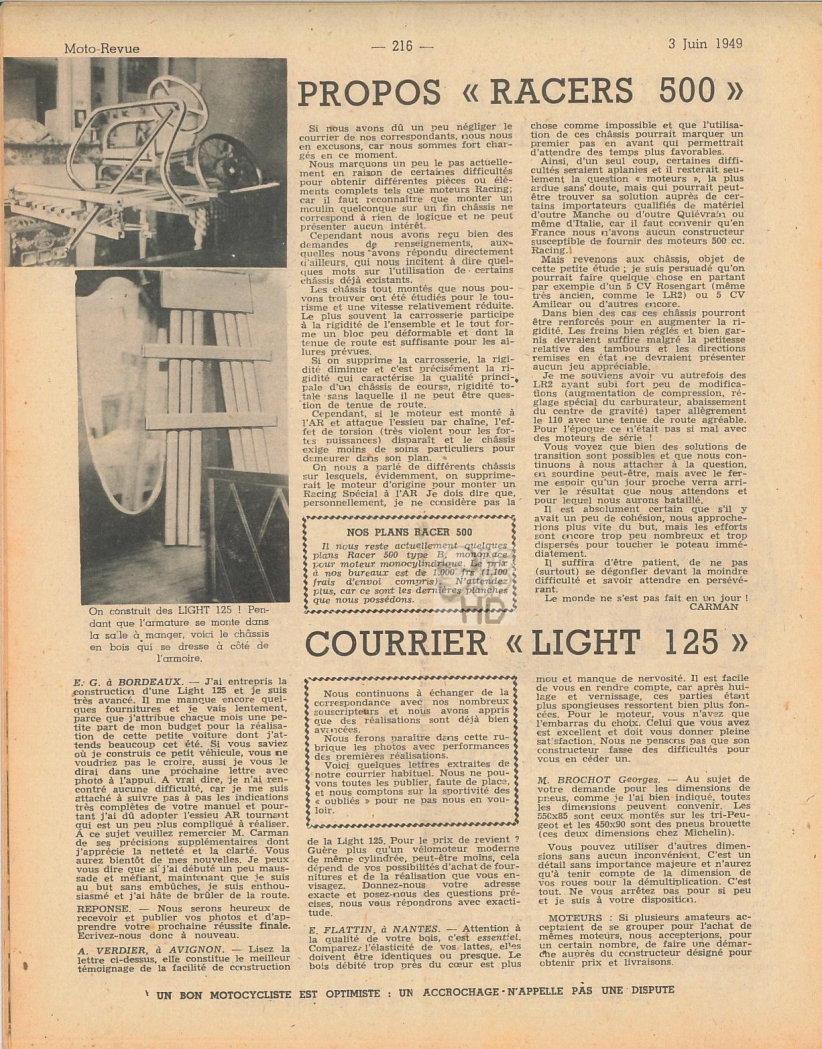 Moto-Revue
— 216 —
3 Juin 1949
PROPOS « RACERS 500 »
Si nous avons dû un peu négliger le
courrier de nos correspondants, nous nous
en excusons, car nous sommes fort char-
gés en ce moment.
Nous marquons un peu le pas actuelle-
ment en raison de certaines difficultés
pour obtenir différentes pièces ou élé-
ments complets tels que moteurs Racing;
car il faut reconnaître que monter un
moulin quelconque sur un fin châssis ne
correspond à rien de logique et ne peut
présenter aucun intérêt.
Cependant nous avons reçu bien des
demandes de renseignements, aux-
quelles nous avons répondu directement
d'ailleurs, qui nous incitent à dire quel-
ques mots sur l'utilisation de certains
châssis déjà existants.
Les châssis tout montés que nous pou-
vons trouver ont été étudiés pour le tou-
risme et une vitesse relativement réduite.
Le plus souvent la carrosserie participe
à la rigidité de l'ensemble et le tout for-
me un bloc peu déformable et dont la
tenue de route est suffisante pour les al-
lures prévues.
Si on supprime la carrosserie, la rigi-
dité diminue et c'est précisément la ri-
gidité qui caractérise la qualité princi-
pale d'un châssis de course, rigidité to-
tale sans laquelle il ne peut être ques-
tion de tenue de route.
Cependant, si le moteur est monté à
l'AR et attaque l'essieu par chaîne, l'ef-
fet de torsion (très violent pour les for-
tes puissances) disparaît et le châssis
exige moins de soins particuliers pour
demeurer dans son plan.
On nous a parlé de différents châssis
sur lesquels, évidemment, on supprime-
rait le moteur d'origine pour monter un
Racing Spécial à l'AR Je dois dire que,
personnellement, je ne considère pas la
chose comme impossible et que l'utilisa-
tion de ces châssis pourrait marquer un
premier pas en avant qui permettrait
d'attendre des temps plus favorables.
Ainsi, d'un seul coup, certaines diffi-
cultés seraient aplanies et il resterait seu-
lement la question « moteurs », la plus
ardue sans doute, mais qui pourrait peut-
être trouver sa solution auprès de cer-
tains importateurs qualifiés de matériel
d'outre Manche ou d'outre Quiévrain ou
même d'Italie, car il faut convenir qu'en
France nous n'avons aucun constructeur
susceptible de fournir des moteurs 500 cc.
Racing.
Mais revenons aux châssis, objet de
cette petite étude ; je suis persuadé qu'on
pourrait faire quelque chose en partant
par exemple d'un 5 CV Rosengart (même
très ancien, comme le LR2) ou 5 CV
Amilcar ou d'autres encore.
Dans bien des cas ces châssis pourront
être renforcés pour en augmenter la ri-
gidité. Les freins bien réglés et bien gar-
nis devraient suffire malgré la petitesse
relative des tambours et les directions
remises en état ne devraient présenter
aucun jeu appréciable.
Je me souviens avoir vu autrefois des
LR2 ayant subi fort peu de modifica-
tions (augmentation de compression, ré-
glage spécial du carburateur, abaissement
du centre de gravité) taper allègrement
le 110 avec une tenue de route agréable.
Pour l'époque ce n'était pas si mal avec
des moteurs de série !
Vous voyez que bien des solutions de
transition sont possibles et que nous con-
tinuons à nous attacher à la question,
en sourdine peut-être, mais avec le fer-
me espoir qu'un jour proche verra arri-
ver le résultat que nous attendons et
pour lequel nous aurons bataillé.
Il est absolument certain que s'il y
avait un peu de cohésion, nous approche-
rions plus vite du but, mais les efforts
sont encore trop peu nombreux et trop
dispersés pour toucher le poteau immé-
diatement.
Il suffira d'être patient, de ne pas
(surtout) se dégonfler devant la moindre
difficulté et savoir attendre en persévé-
rant.
Le monde ne s'est pas fait en un jour !
CARMAN
NOS PLANS RACER 500
Il nous reste actuellement quelques
plans Racer 500 type B, monoplace
pour moteur monocylindrique. Le prix
à nos bureaux est de 1.000 frs (1.100
frais d'envoi compris). N'attendez
plus, car ce sont les dernières planches
que nous possédons.
On construit des LIGHT 125 ! Pen-
dant que l'armature se monte dans
la salle à manger, voici le châssis
en bois qui se dresse à côté de
l'armoire.
COURRIER « LIGHT 125 »
E. G. à BORDEAUX. — J'ai entrepris la
construction d'une Light 125 et je suis
très avancé. Il me manque encore quel-
ques fournitures et je vais lentement,
parce que j'attribue chaque mois une pe-
tite part de mon budget pour la réalisa-
tion de cette petite voiture dont j'at-
tends beaucoup cet été. Si vous saviez
où je construis ce petit véhicule, vous ne
voudriez pas le croire, aussi je vous le
dirai dans une prochaine lettre avec
photo à l'appui. A vrai dire, je n'ai ren-
contré aucune difficulté, car je me suis
attaché à suivre pas à pas les indications
très complètes de votre manuel et pour-
tant j'ai dû adopter l'essieu AR tournant
qui est un peu plus compliqué à réaliser.
A ce sujet veuillez remercier M. Carman
de ses précisions supplémentaires dont
j'apprécie la netteté et la clarté. Vous
aurez bientôt de mes nouvelles. Je peux
vous dire que si j'ai débuté un peu maus-
sade et méfiant, maintenant que je suis
au but sans embûches, je suis enthou-
siasmé et j'ai hâte de brûler de la route.
REPONSE. — Nous serons heureux de
recevoir et publier vos photos et d'ap-
prendre votre prochaine réussite finale.
Ecrivez-nous donc à nouveau.
A. VERDIER, à AVIGNON. — Lisez la
lettre ci-dessus, elle constitue le meilleur
témoignage de la facilité de construction
Nous continuons à échanger de la
correspondance avec nos nombreux
souscripteurs et nous avons appris
que des réalisations sont déjà bien
avancées.
Nous ferons paraître dans cette ru-
brique les photos avec performances
des premières réalisations.
Voici quelques lettres extraites de
notre courrier habituel. Nous ne pou-
vons toutes les publier, faute de place,
et nous comptons sur la sportivité des
« oubliés » pour ne pas nous en vou-
loir.
de la Light 125. Pour le prix de revient ?
Guère plus qu'un vélomoteur moderne
de même cylindrée, peut-être moins, cela
dépend de vos possibilités d'achat de four-
nitures et de la réalisation que vous en-
visagez. Donnez-nous votre adresse
exacte et posez-nous des questions pré-
cises, nous vous répondrons avec exacti-
tude.
E. FLATTIN, à NANTES. — Attention à
la qualité de votre bois, c'est essentiel.
Comparez l'élasticité de vos lattes, elles
doivent être identiques ou presque. Le
bois débité trop près du cœur est plus
mou et manque de nervosité. Il est facile
de vous en rendre compte, car après hui-
lage et vernissage, ces parties étant
plus spongieuses ressortent bien plus fon-
cées. Pour le moteur, vous n'avez que
l'embarras du choix. Celui que vous avez
est excellent et doit vous donner pleine
satisfaction. Nous ne pensons pas que son
constructeur fasse des difficultés pour
vous en céder un.
M. BROCHOT Georges. — Au sujet de
votre demande pour les dimensions de
pneus, comme je l'ai bien indiqué, toutes
les dimensions peuvent convenir. Les
550x85 sont ceux montés sur les tri-Peu-
geot et les 450x90 sont des pneus brouette
(ces deux dimensions chez Michelin).
Vous pouvez utiliser d'autres dimen-
sions sans aucun inconvénient. C'est un
détail sans importance majeure et n'aurez
qu'à tenir compte de la dimension de
vos roues pour la démultiplication. C'est
tout. Ne vous arrêtez pas pour si peu
et je suis à votre disposition.
MOTEURS : Si plusieurs amateurs ac-
ceptaient de se grouper pour l'achat de
mêmes moteurs, nous accepterions, pour
un certain nombre, de faire une démar-
che auprès du constructeur désigné pour
obtenir prix et livraisons.
UN BON MOTOCYCLISTE EST OPTIMISTE : UN ACCROCHAGE N'APPELLE PAS UNE DISPUTE